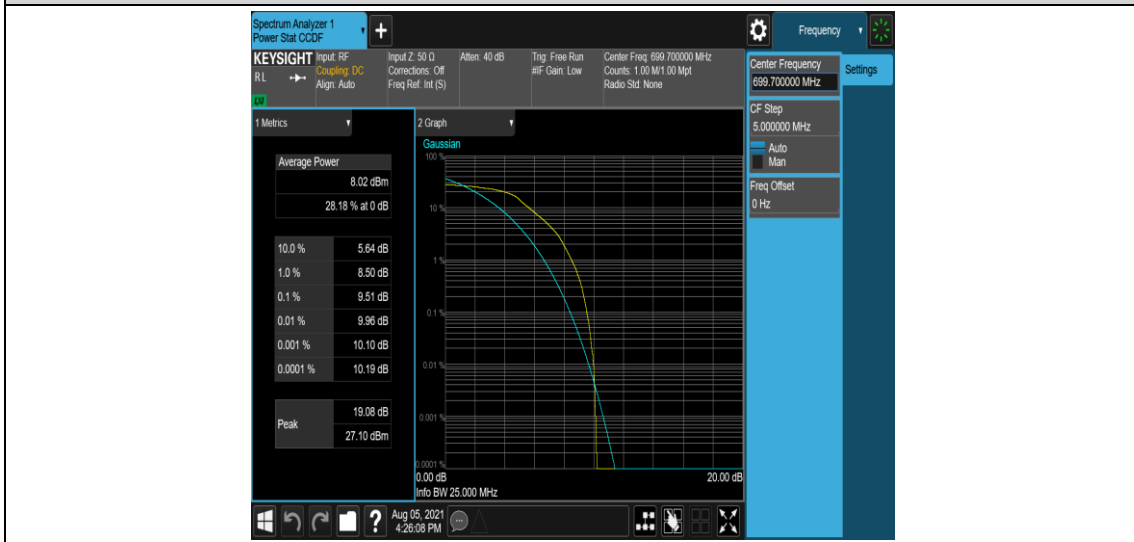 Spectrum Analyzer 1
Power Stat CCDF
Frequency
KEYSIGHT
Input: RF
Coupling: DC
Align: Auto
Input Z: 50 Ω
Corrections: Off
Freq Ref: Int (S)
Atten: 40 dB
Trig: Free Run
#IF Gain: Low
Center Freq: 699.700000 MHz
Counts: 1.00 M/1.00 Mpt
Radio Std: None
RL
LXI
Center Frequency
699.700000 MHz
Settings
CF Step
5.000000 MHz
Auto
Man
Freq Offset
0 Hz
1 Metrics
Average Power
8.02 dBm
28.18 % at 0 dB
10.0 % 5.64 dB
1.0 % 8.50 dB
0.1 % 9.51 dB
0.01 % 9.96 dB
0.001 % 10.10 dB
0.0001 % 10.19 dB
Peak
19.08 dB
27.10 dBm
2 Graph
Gaussian
100 %
10 %
1 %
0.1 %
0.01 %
0.001 %
0.0001 %
0.00 dB 20.00 dB
Info BW 25.000 MHz
Aug 05, 2021
4:26:08 PM